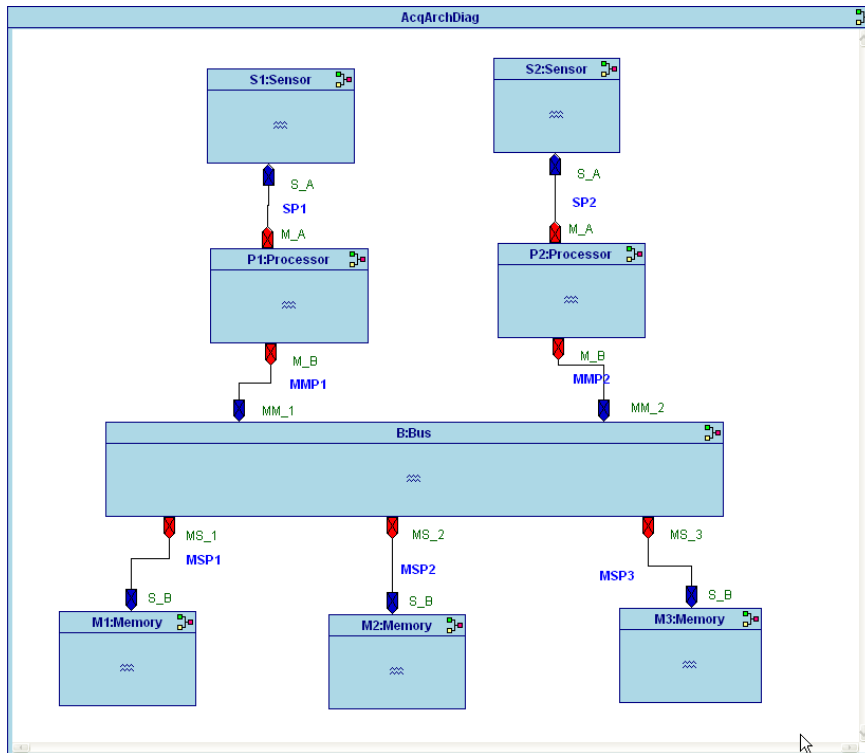 AcqArchDiag
S1:Sensor
S2:Sensor
S_A
S_A
SP1
SP2
M_A
M_A
P1:Processor
P2:Processor
M_B
M_B
MMP1
MMP2
MM_1
MM_2
B:Bus
MS_1
MS_2
MS_3
MSP1
MSP2
MSP3
S_B
S_B
S_B
M1:Memory
M2:Memory
M3:Memory